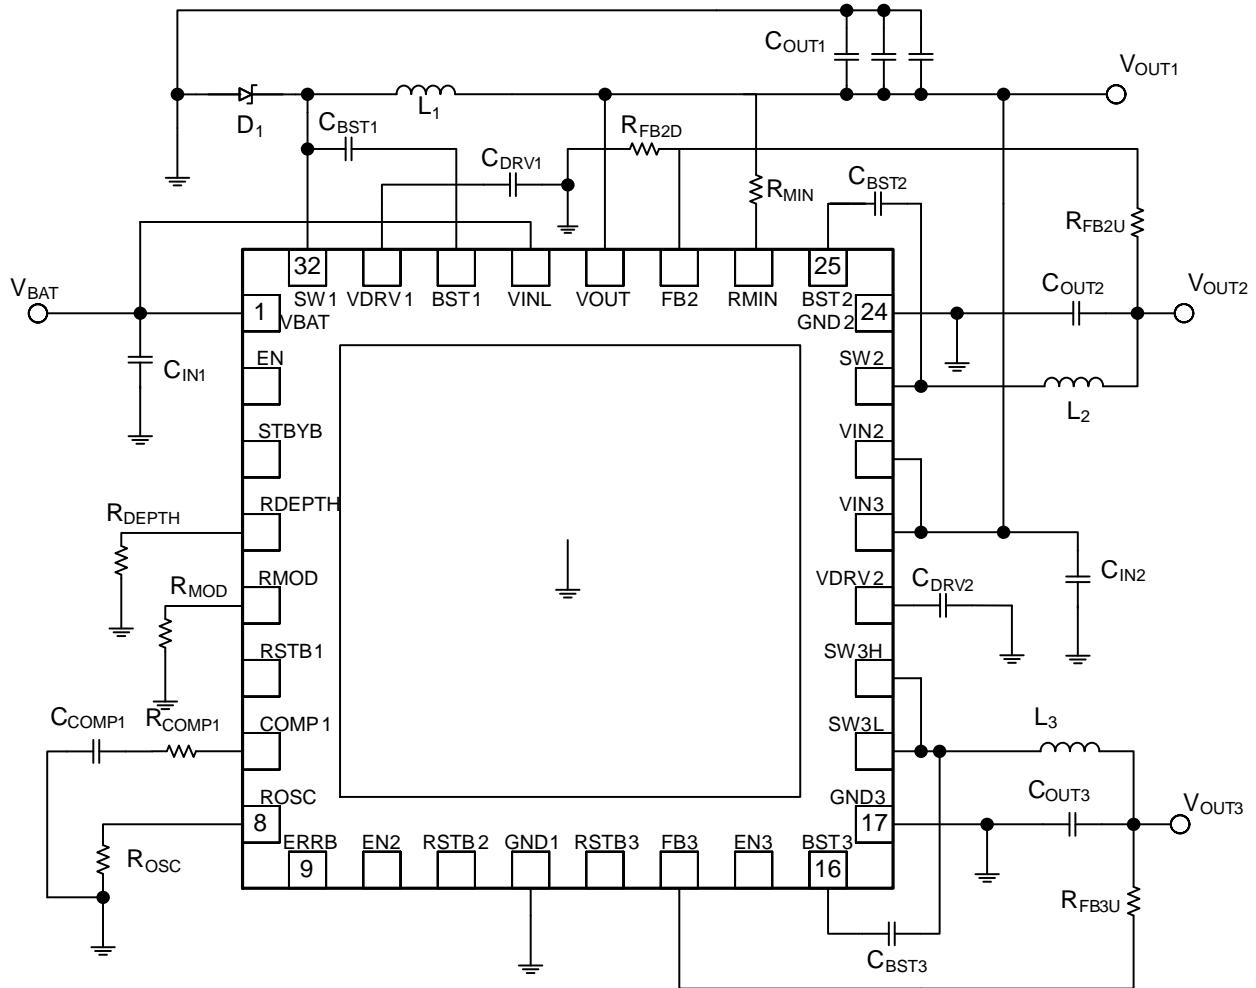 COUT1
VOUT1
D1
L1
CBST1
RFB2D
CDRV1
CBST2
RMIN
RFB2U
VBAT
32
25
SW1
VDRV1
BST1
VINL
VOUT
FB2
RMIN
BST2
COUT2
VOUT2
1
VBAT
GND2
24
CIN1
EN
SW2
L2
STBYB
VIN2
RDEPTH
RDEPTH
VIN3
RMOD
RMOD
VDRV2
CDRV2
CIN2
RSTB1
SW3H
CCOMP1
RCOMP1
COMP1
SW3L
L3
ROSC
GND3
COUT3
VOUT3
8
17
ROSC
ERRB
EN2
RSTB2
GND1
RSTB3
FB3
EN3
BST3
9
16
RFB3U
CBST3